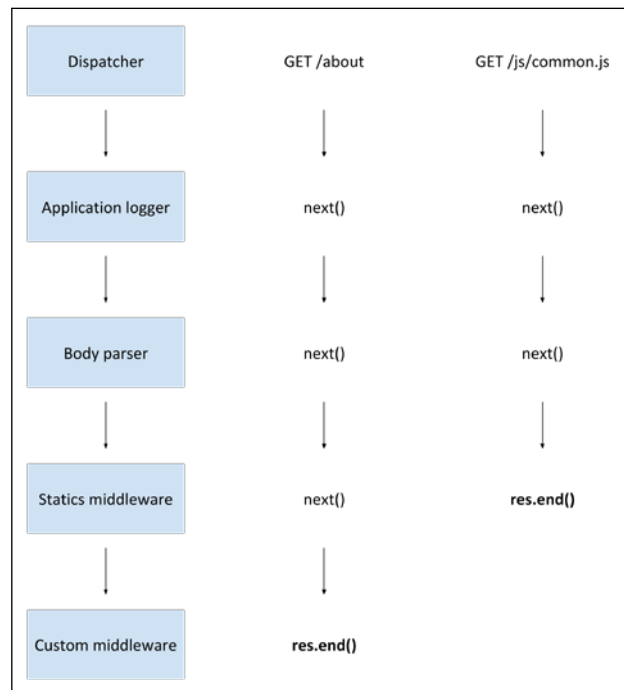 Dispatcher GET /about GET /js/common.js
Application logger next() next()
Body parser next() next()
Statics middleware next() res.end()
Custom middleware res.end()